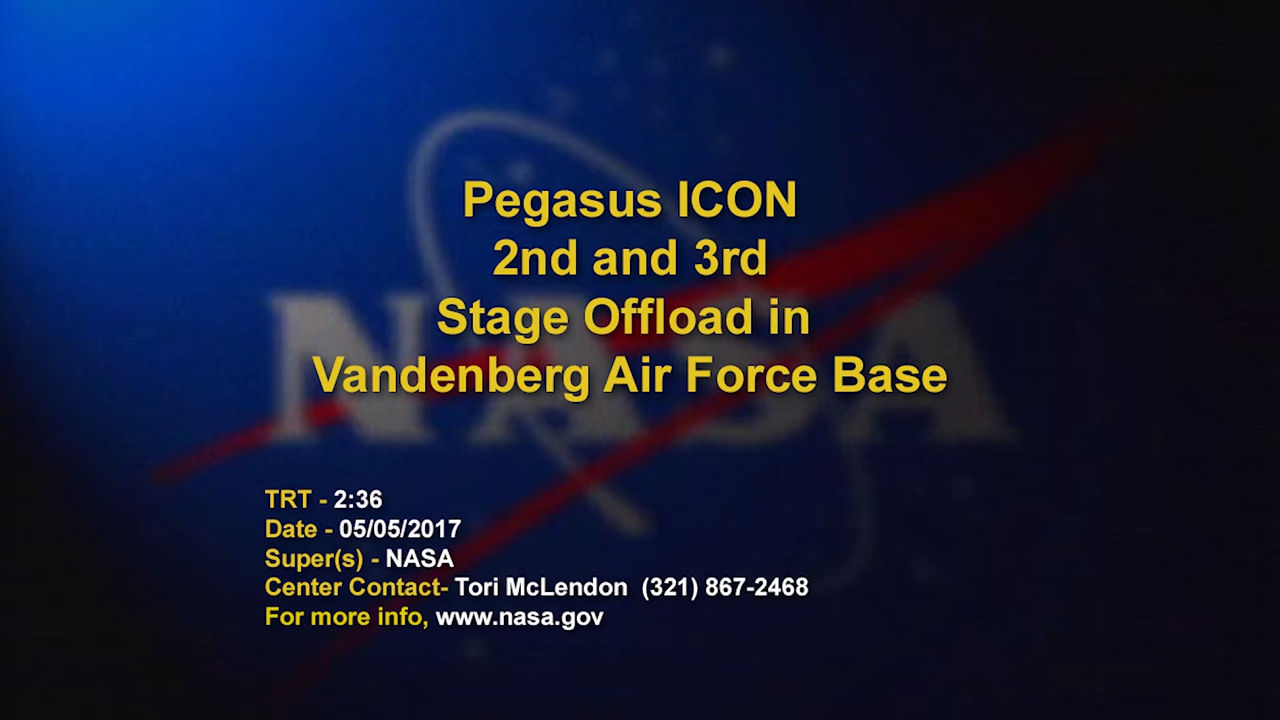 Pegasus ICON
2nd and 3rd
Stage Offload in
Vandenberg Air Force Base
NASA
TRT - 2:36
Date - 05/05/2017
Super(s) - NASA
Center Contact- Tori McLendon (321) 867-2468
For more info, www.nasa.gov